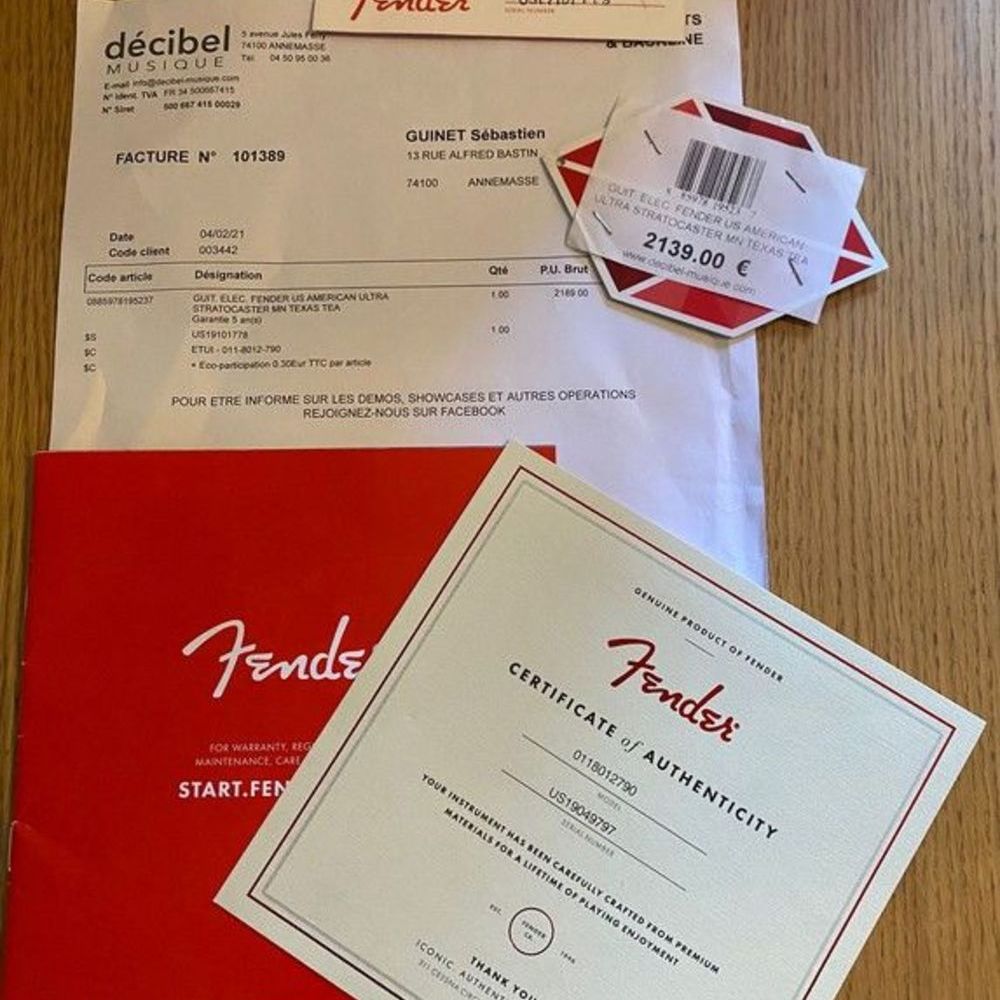 Fender
SERIAL NUMBER
décibel
MUSIQUE
5 avenue Jules Ferry
74100 ANNEMASSE
Tél. 04 50 95 00 36
E-mail info@decibel-musique.com
N° Ident. TVA FR 34 500667415
N° Siret 500 667 415 00029
FACTURE N° 101389
GUINET Sébastien
13 RUE ALFRED BASTIN
74100 ANNEMASSE
Date 04/02/21
Code client 003442
Code article Désignation Qté P.U. Brut
0885978195237 GUIT. ELEC. FENDER US AMERICAN ULTRA 1.00 2189.00
STRATOCASTER MN TEXAS TEA
Garantie 5 an(s)
$S US19101778 1.00
$C ETUI - 011-8012-790
$C * Eco-participation 0.30Eur TTC par article
POUR ETRE INFORME SUR LES DEMOS, SHOWCASES ET AUTRES OPERATIONS
REJOIGNEZ-NOUS SUR FACEBOOK
GUIT. ELEC. FENDER US AMERICAN
ULTRA STRATOCASTER MN TEXAS TEA
2139.00 €
www.decibel-musique.com
Fende
FOR WARRANTY, REG
MAINTENANCE, CARE
START.FEN
GENUINE PRODUCT OF FENDER
Fender
CERTIFICATE of AUTHENTICITY
0118012790
MODEL
US19049797
SERIAL NUMBER
YOUR INSTRUMENT HAS BEEN CAREFULLY CRAFTED FROM PREMIUM
MATERIALS FOR A LIFETIME OF PLAYING ENJOYMENT
EST. FENDER CA. 1946
THANK YOU
ICONIC AUTHENT
311 CESSNA CIR